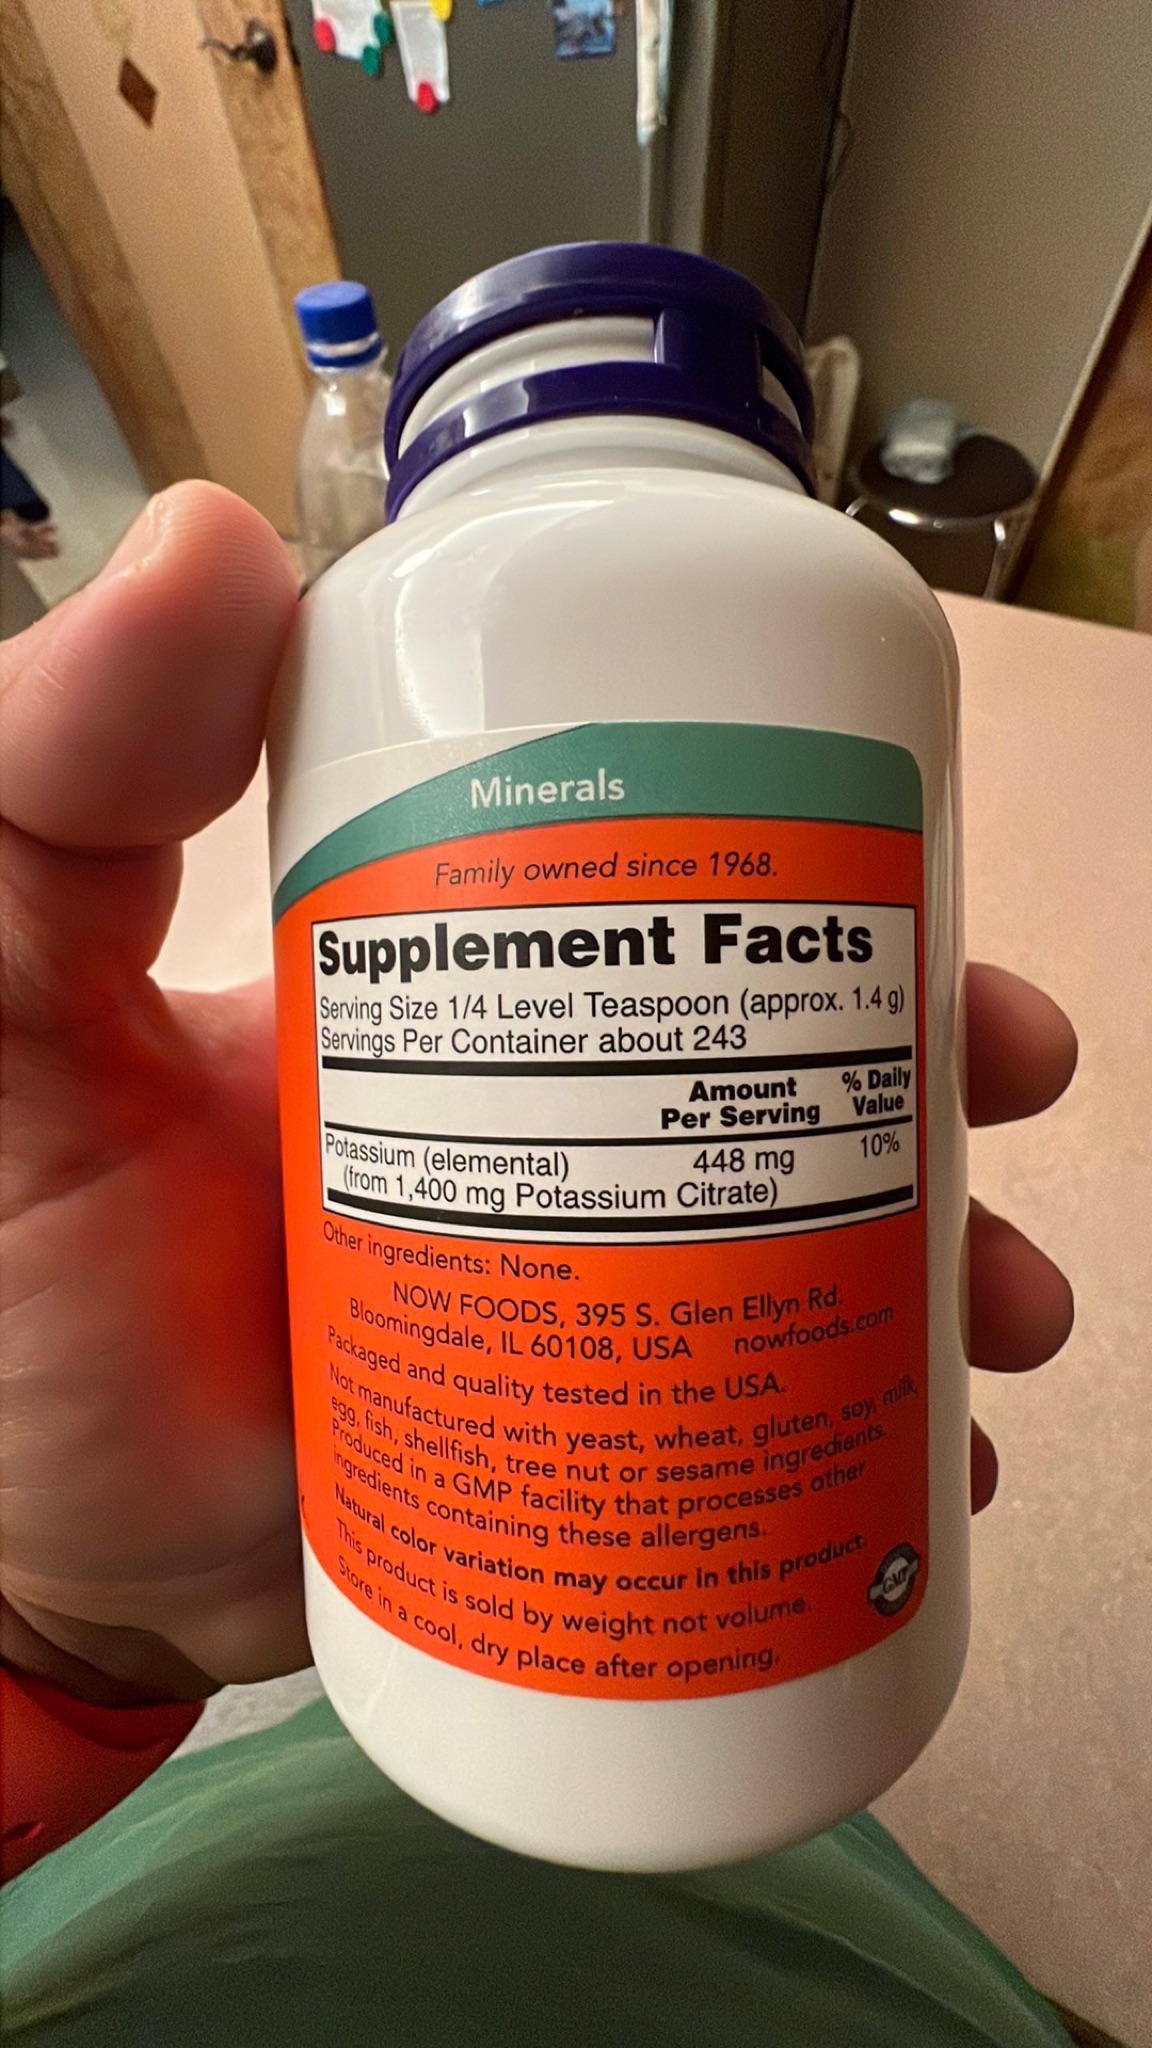 Minerals
Family owned since 1968.
Supplement Facts
Serving Size 1/4 Level Teaspoon (approx. 1.4 g)
Servings Per Container about 243
Amount Per Serving
% Daily Value
Potassium (elemental) 448 mg 10%
(from 1,400 mg Potassium Citrate)
Other ingredients: None.
NOW FOODS, 395 S. Glen Ellyn Rd.
Bloomingdale, IL 60108, USA nowfoods.com
Packaged and quality tested in the USA.
Not manufactured with yeast, wheat, gluten, soy, milk,
egg, fish, shellfish, tree nut or sesame ingredients.
Produced in a GMP facility that processes other
ingredients containing these allergens.
Natural color variation may occur in this product.
This product is sold by weight not volume.
Store in a cool, dry place after opening.
GMP